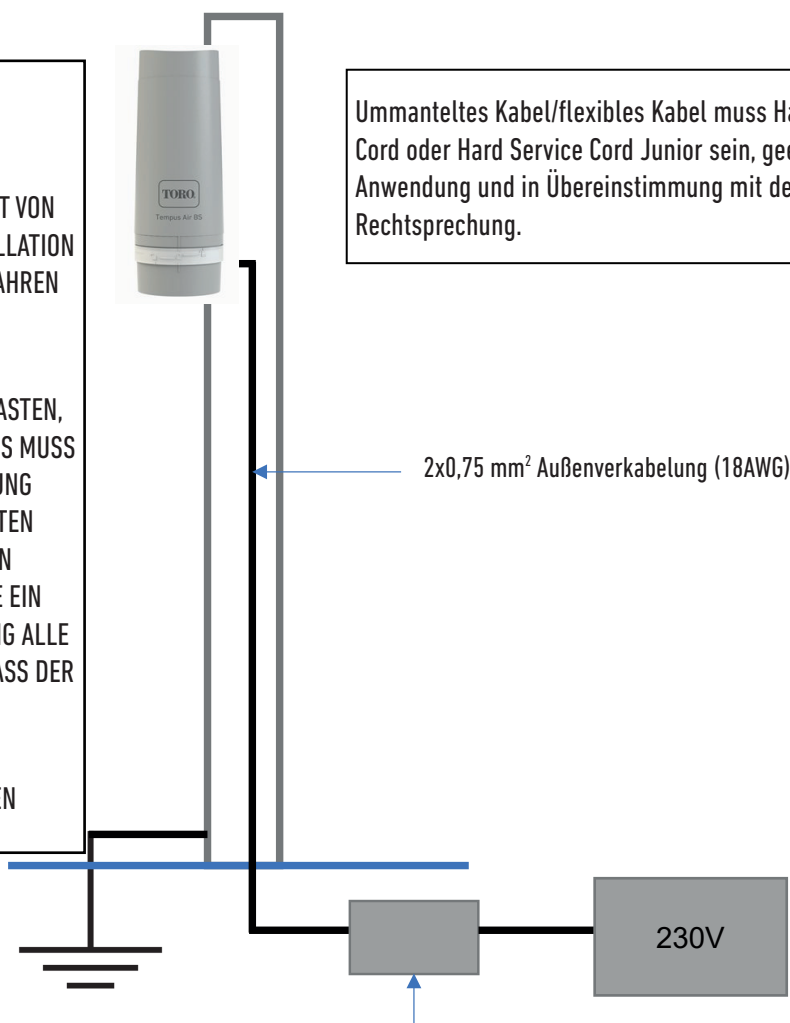 T VON
LLATION
AHREN
ASTEN,
S MUSS
UNG
TEN
N
E EIN
G ALLE
ASS DER
EN
TORO
Tempus Air BS
Ummanteltes Kabel/flexibles Kabel muss Ha
Cord oder Hard Service Cord Junior sein, gee
Anwendung und in Übereinstimmung mit de
Rechtsprechung.
2x0,75 mm² Außenverkabelung (18AWG)
230V